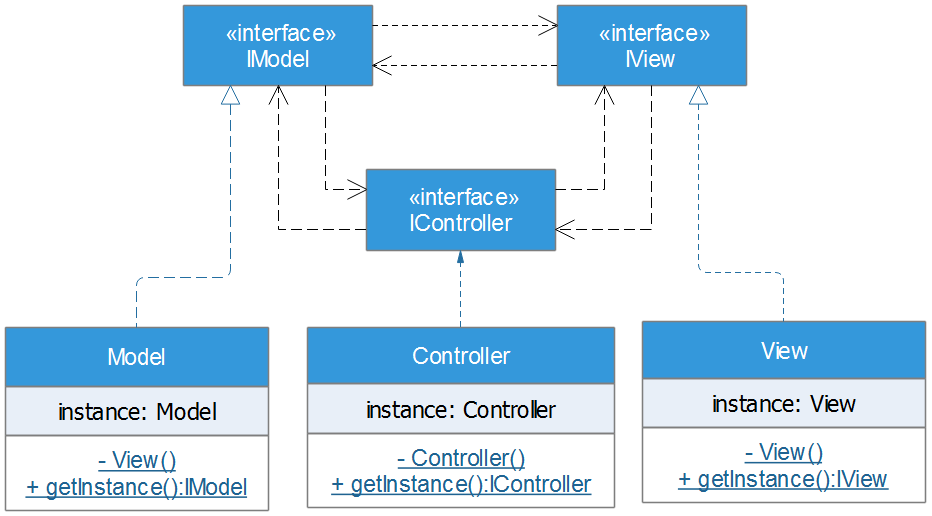 «interface»
IModel
«interface»
IView
«interface»
IController
Model
instance: Model
- View()
+ getInstance():IModel
Controller
instance: Controller
- Controller()
+ getInstance():IController
View
instance: View
- View()
+ getInstance():IView